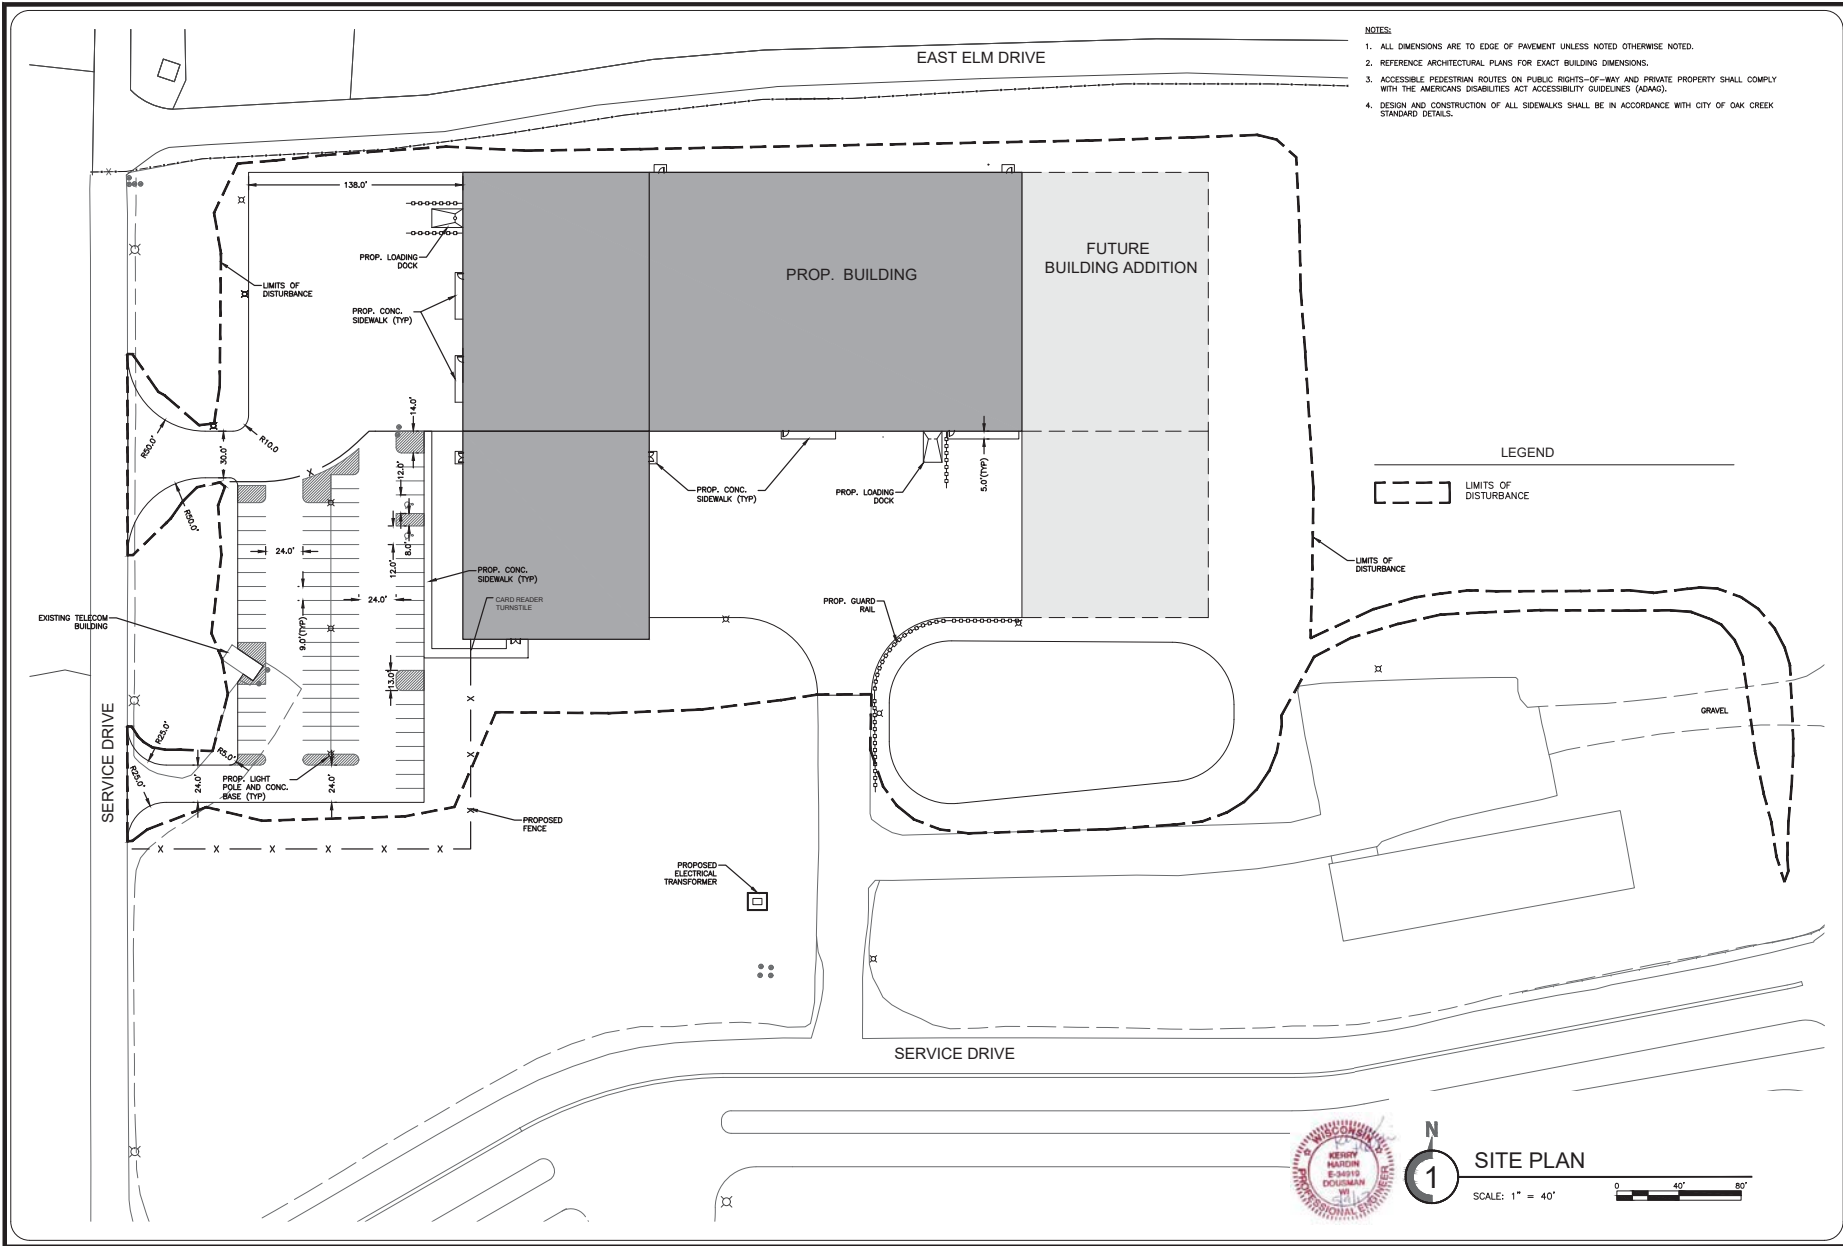 EAST ELM DRIVE
NOTES:
1. ALL DIMENSIONS ARE TO EDGE OF PAVEMENT UNLESS NOTED OTHERWISE NOTED.
2. REFERENCE ARCHITECTURAL PLANS FOR EXACT BUILDING DIMENSIONS.
3. ACCESSIBLE PEDESTRIAN ROUTES ON PUBLIC RIGHTS-OF-WAY AND PRIVATE PROPERTY SHALL COMPLY
WITH THE AMERICANS DISABILITIES ACT ACCESSIBILITY GUIDELINES (ADAAG).
4. DESIGN AND CONSTRUCTION OF ALL SIDEWALKS SHALL BE IN ACCORDANCE WITH CITY OF OAK CREEK
STANDARD DETAILS.
138.0'
PROP. LOADING
DOCK
LIMITS OF
DISTURBANCE
PROP. CONC.
SIDEWALK (TYP)
PROP. BUILDING
FUTURE
BUILDING ADDITION
R50.0'
30.0'
R10.0
14.0'
12.0'
R50.0'
24.0'
8.0'
12.0'
24.0'
9.0'(TYP)
13.0'
PROP. CONC.
SIDEWALK (TYP)
PROP. LOADING
DOCK
5.0'(TYP)
LEGEND
LIMITS OF
DISTURBANCE
LIMITS OF
DISTURBANCE
PROP. CONC.
SIDEWALK (TYP)
CARD READER
TURNSTILE
PROP. GUARD
RAIL
EXISTING TELECOM
BUILDING
SERVICE DRIVE
R25.0'
R5.0'
R25.0'
24.0'
PROP. LIGHT
POLE AND CONC.
BASE (TYP)
24.0'
PROPOSED
FENCE
GRAVEL
PROPOSED
ELECTRICAL
TRANSFORMER
SERVICE DRIVE
WISCONSIN
KERRY
HARDIN
E-34910
DOUSMAN
WI
PROFESSIONAL ENGINEER
N
1
SITE PLAN
SCALE: 1" = 40'
0 40' 80'